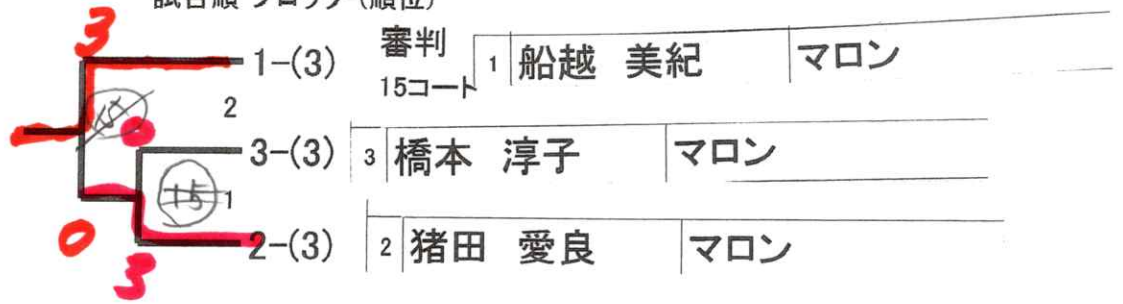 試合順 ブロック (順位)
3
1-(3) 審判 15コート 1 船越 美紀 マロン
15 2
3-(3) 3 橋本 淳子 マロン
15 1
0
2-(3) 2 猪田 愛良 マロン
3